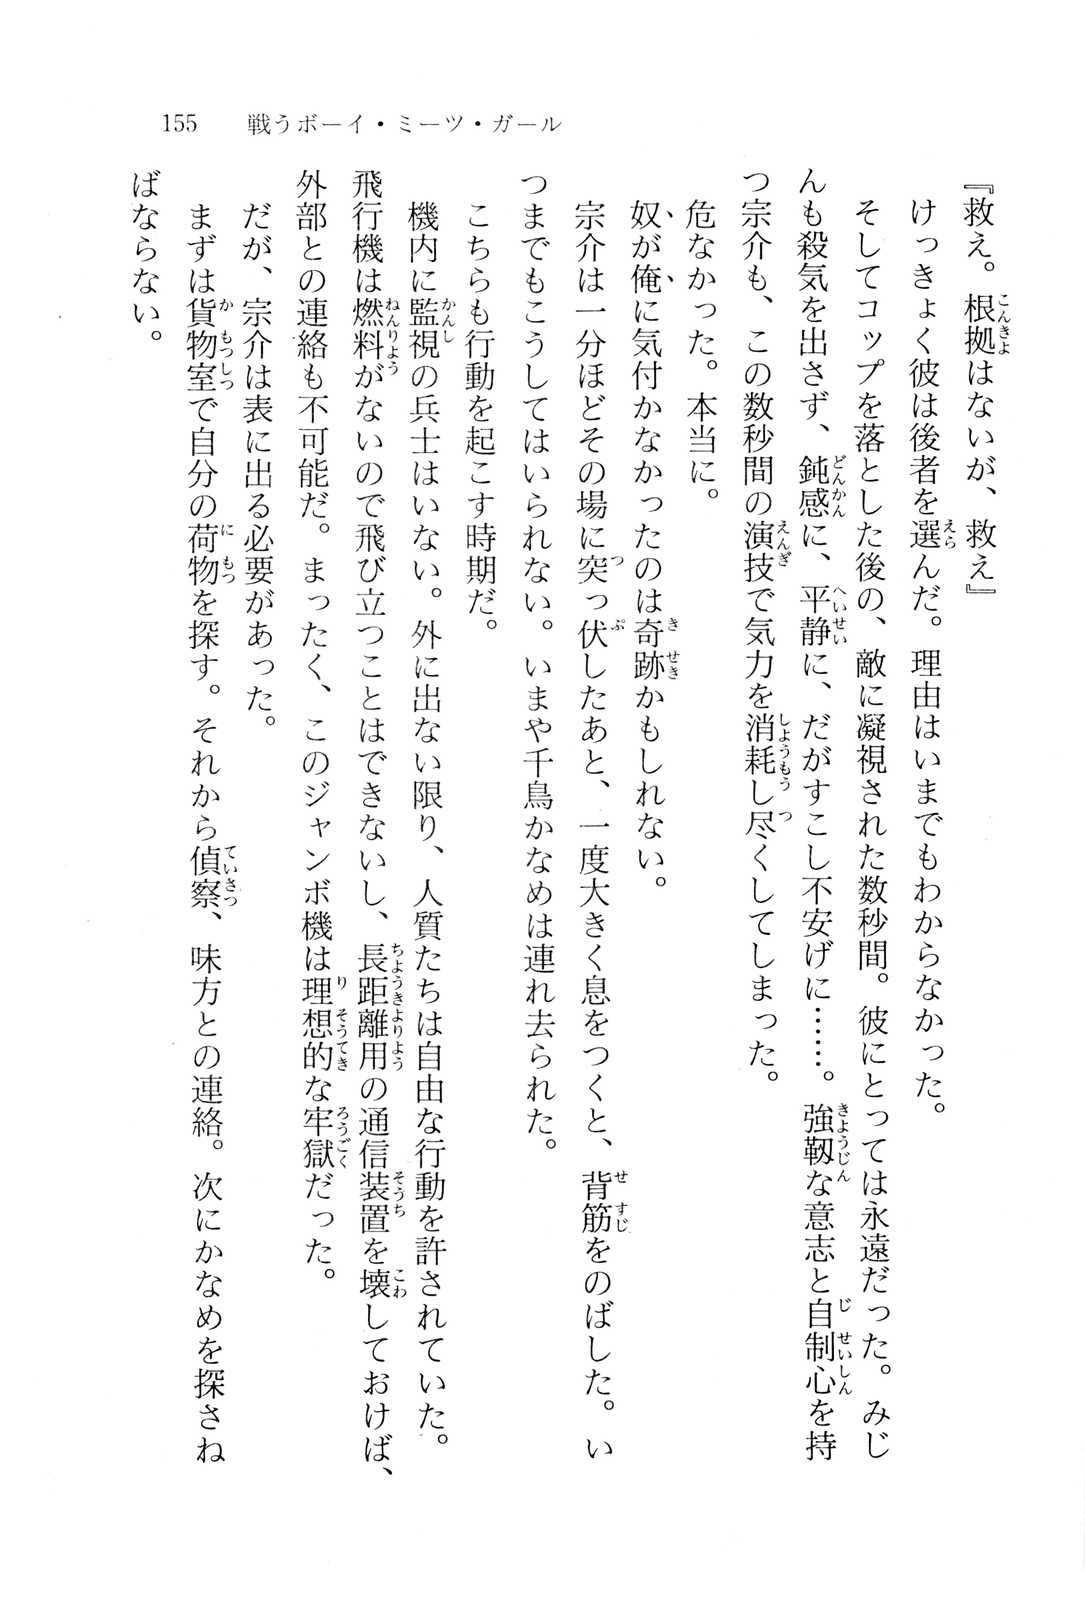 155　戦うボーイ・ミーツ・ガール
『救え。根拠はないが、救え』
けっきょく彼は後者を選んだ。理由はいまでもわからなかった。
そしてコップを落とした後の、敵に凝視された数秒間。彼にとっては永遠だった。みじ
んも殺気を出さず、鈍感に、平静に、だがすこし不安げに……。強靱な意志と自制心を持
つ宗介も、この数秒間の演技で気力を消耗し尽くしてしまった。
危なかった。本当に。
奴が俺に気付かなかったのは奇跡かもしれない。
宗介は一分ほどその場に突っ伏したあと、一度大きく息をつくと、背筋をのばした。い
つまでもこうしてはいられない。いまや千鳥かなめは連れ去られた。
こちらも行動を起こす時期だ。
機内に監視の兵士はいない。外に出ない限り、人質たちは自由な行動を許されていた。
飛行機は燃料がないので飛び立つことはできないし、長距離用の通信装置を壊しておけば、
外部との連絡も不可能だ。まったく、このジャンボ機は理想的な牢獄だった。
だが、宗介は表に出る必要があった。
まずは貨物室で自分の荷物を探す。それから偵察、味方との連絡。次にかなめを探さね
ばならない。